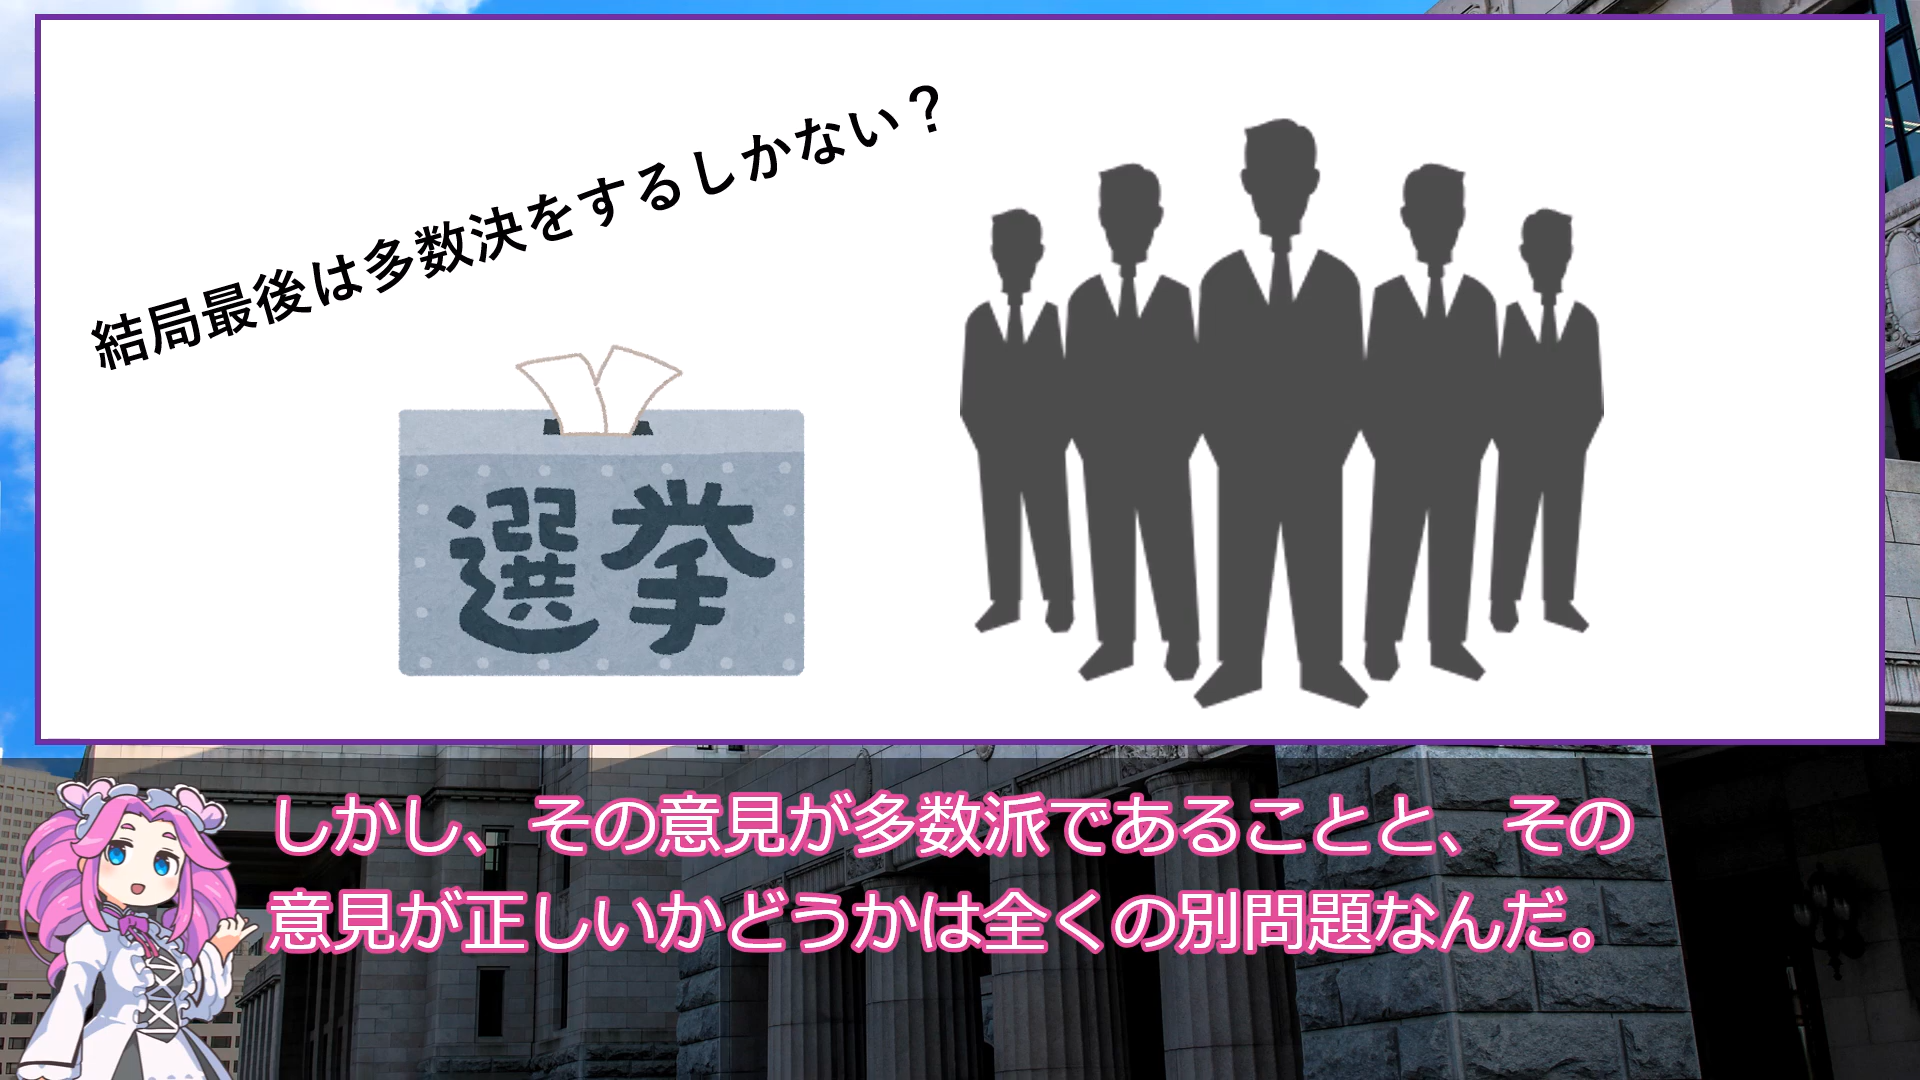 結局最後は多数決をするしかない？
選挙
しかし、その意見が多数派であることと、その
意見が正しいかどうかは全くの別問題なんだ。